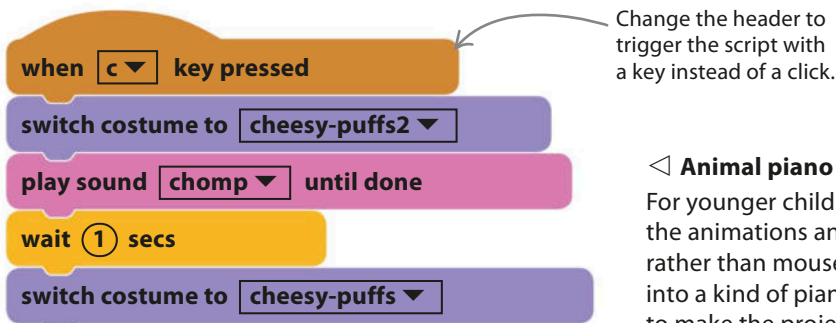 Change the header to
trigger the script with
a key instead of a click.
when c key pressed
switch costume to cheesy-puffs2
play sound chomp until done
wait 1 secs
switch costume to cheesy-puffs
Animal piano
For younger child
the animations an
rather than mouse
into a kind of pian
to make the proje